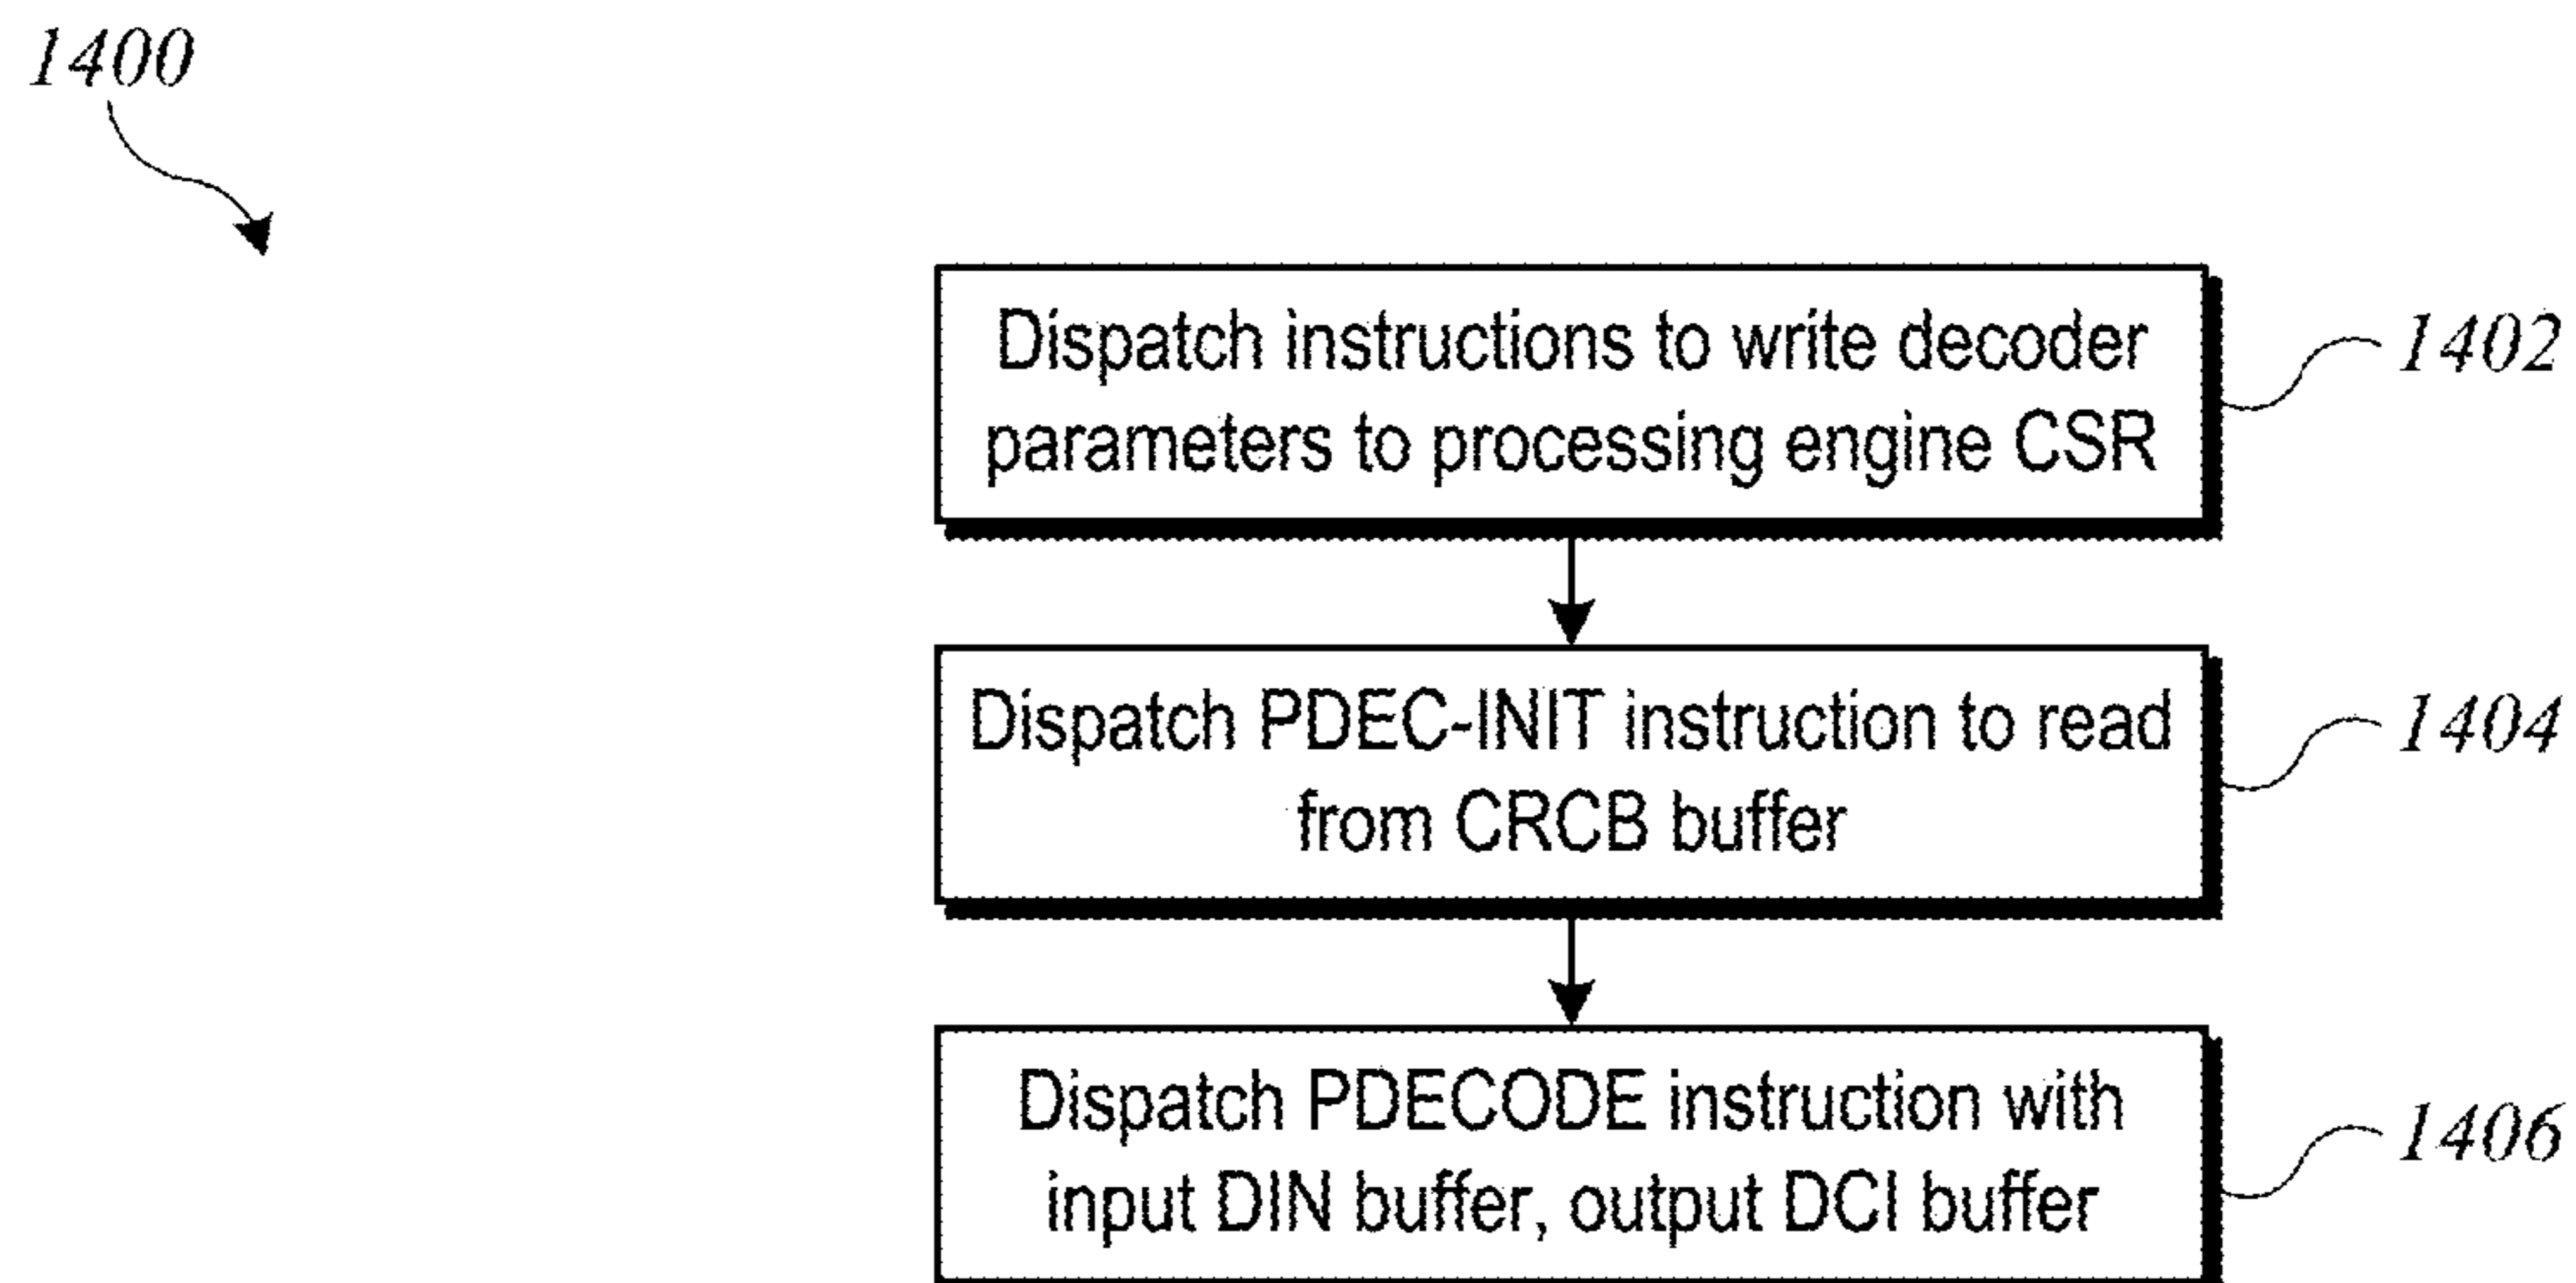 1400
Dispatch instructions to write decoder
parameters to processing engine CSR
1402
Dispatch PDEC-INIT instruction to read
from CRCB buffer
1404
Dispatch PDECODE instruction with
input DIN buffer, output DCI buffer
1406